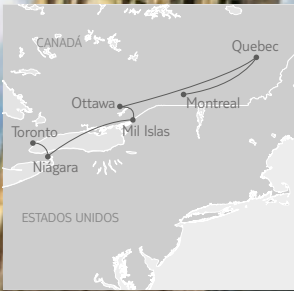 CANADÁ
Quebec
Ottawa
Montreal
Toronto
Mil Islas
Niágara
ESTADOS UNIDOS